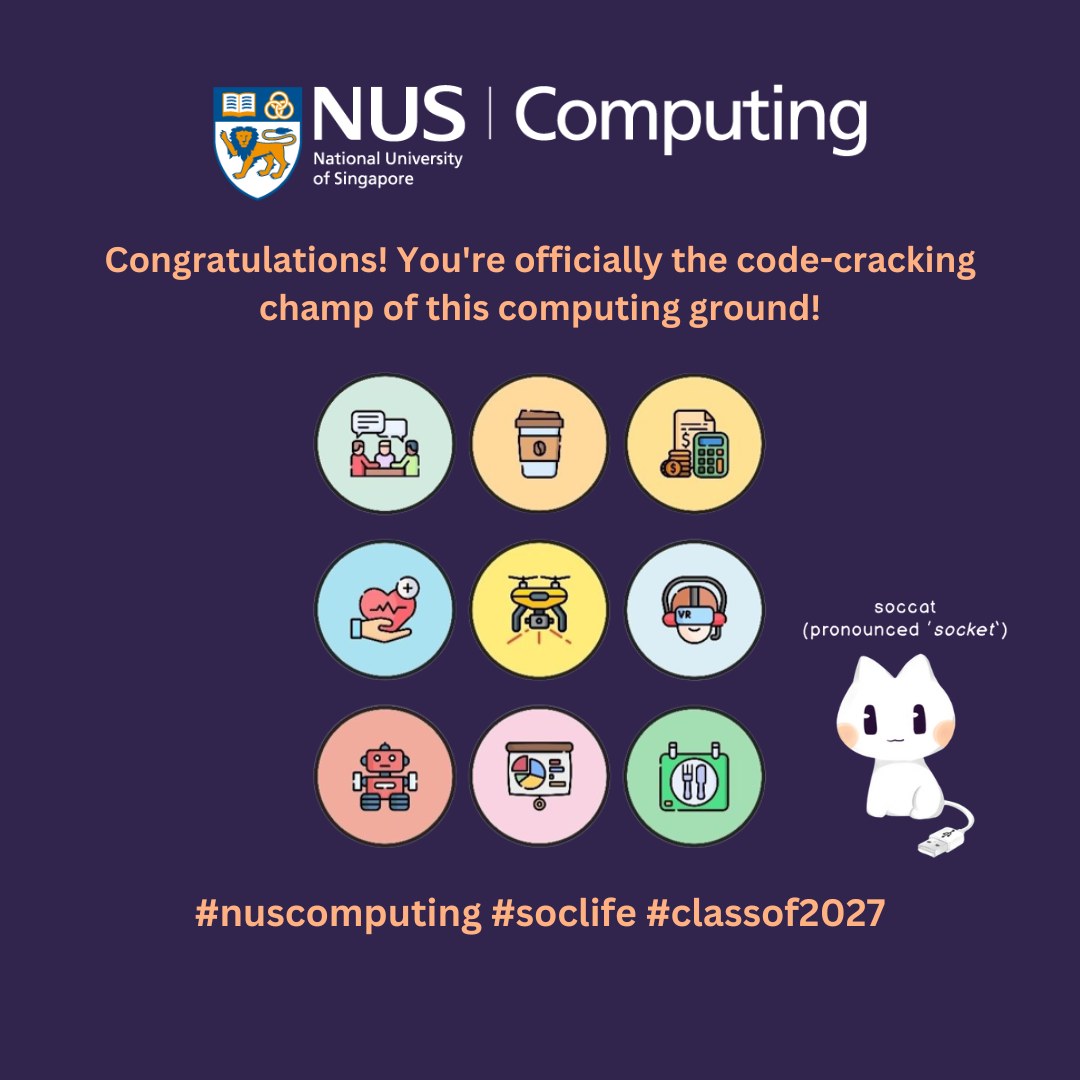 NUS | Computing
National University
of Singapore
Congratulations! You're officially the code-cracking
champ of this computing ground!
$
$
VR
soccat
(pronounced ‘socket‘)
#nuscomputing #soclife #classof2027